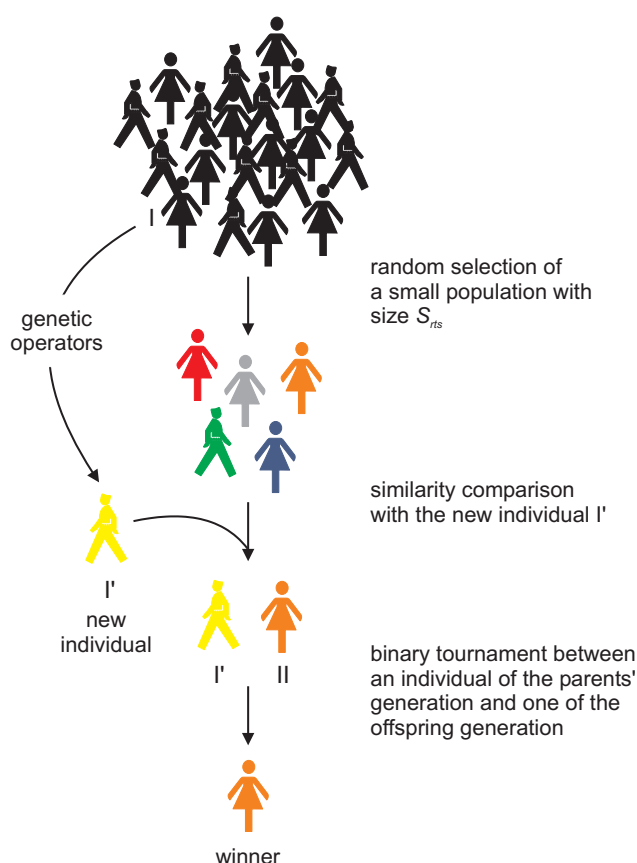 I
random selection of
a small population with
size Srts
genetic
operators
similarity comparison
with the new individual I'
I'
new
individual
I' II
binary tournament between
an individual of the parents'
generation and one of the
offspring generation
winner